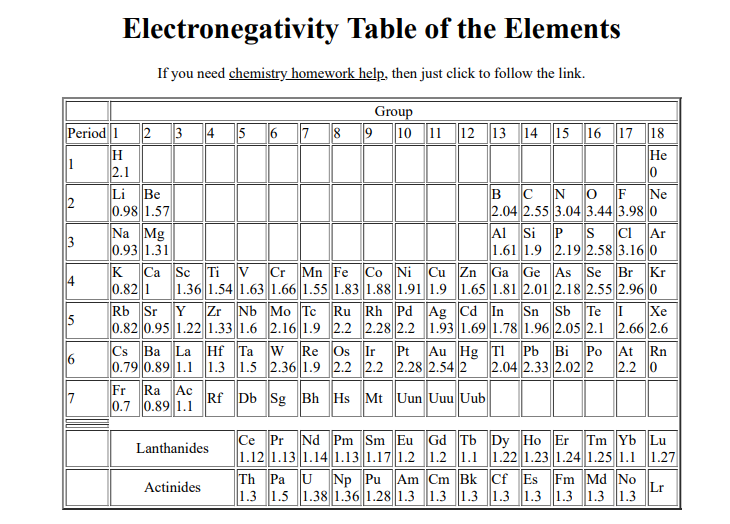 Electronegativity Table of the Elements
If you need chemistry homework help, then just click to follow the link.
Group
Period 1 2 3 4 5 6 7 8 9 10 11 12 13 14 15 16 17 18
1 H 2.1 He 0
2 Li 0.98 Be 1.57 B 2.04 C 2.55 N 3.04 O 3.44 F 3.98 Ne 0
3 Na 0.93 Mg 1.31 Al 1.61 Si 1.9 P 2.19 S 2.58 Cl 3.16 Ar 0
4 K 0.82 Ca 1 Sc 1.36 Ti 1.54 V 1.63 Cr 1.66 Mn 1.55 Fe 1.83 Co 1.88 Ni 1.91 Cu 1.9 Zn 1.65 Ga 1.81 Ge 2.01 As 2.18 Se 2.55 Br 2.96 Kr 0
5 Rb 0.82 Sr 0.95 Y 1.22 Zr 1.33 Nb 1.6 Mo 2.16 Tc 1.9 Ru 2.2 Rh 2.28 Pd 2.2 Ag 1.93 Cd 1.69 In 1.78 Sn 1.96 Sb 2.05 Te 2.1 I 2.66 Xe 2.6
6 Cs 0.79 Ba 0.89 La 1.1 Hf 1.3 Ta 1.5 W 2.36 Re 1.9 Os 2.2 Ir 2.2 Pt 2.28 Au 2.54 Hg 2 Tl 2.04 Pb 2.33 Bi 2.02 Po 2 At 2.2 Rn 0
7 Fr 0.7 Ra 0.89 Ac 1.1 Rf Db Sg Bh Hs Mt Uun Uuu Uub
Lanthanides Ce 1.12 Pr 1.13 Nd 1.14 Pm 1.13 Sm 1.17 Eu 1.2 Gd 1.2 Tb 1.1 Dy 1.22 Ho 1.23 Er 1.24 Tm 1.25 Yb 1.1 Lu 1.27
Actinides Th 1.3 Pa 1.5 U 1.38 Np 1.36 Pu 1.28 Am 1.3 Cm 1.3 Bk 1.3 Cf 1.3 Es 1.3 Fm 1.3 Md 1.3 No 1.3 Lr